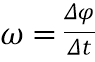 ω = Δφ/Δt